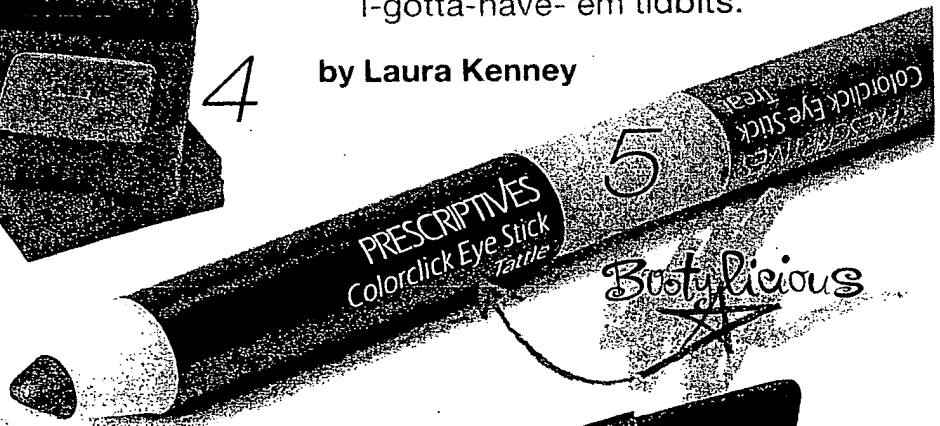 I-gotta-have-'em tidbits.
by Laura Kenney
4
5
PRESCRIPTIVES
Colorclick Eye Stick
Tattle
PRESCRIPTIVES
Colorclick Eye Stick
Treat
Bootylicious